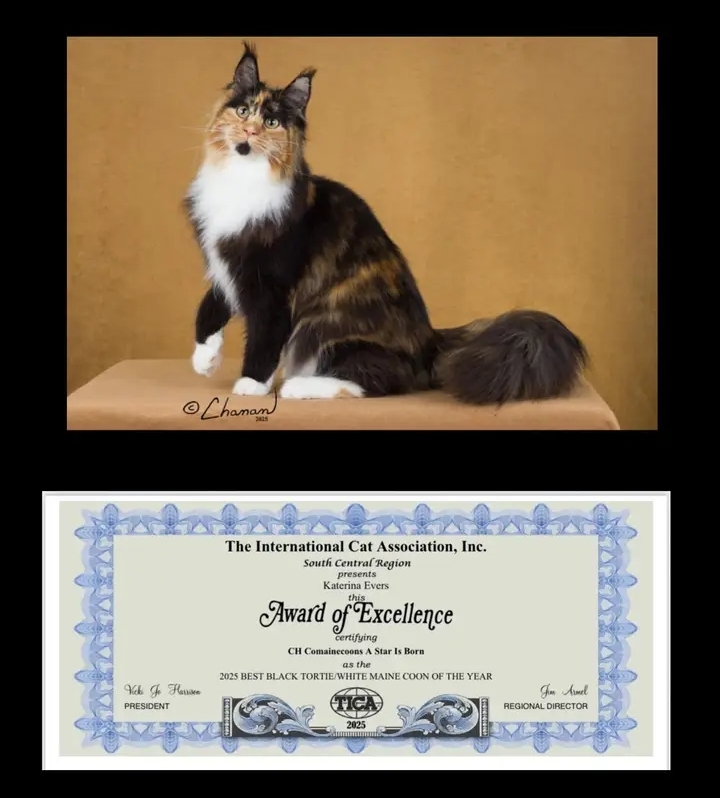 © Chanan
2025
The International Cat Association, Inc.
South Central Region
presents
Katerina Evers
this
Award of Excellence
certifying
CH Comainecoons A Star Is Born
as the
2025 BEST BLACK TORTIE/WHITE MAINE COON OF THE YEAR
Vicki Jo Harrison
PRESIDENT
Jim Armel
REGIONAL DIRECTOR
TICA
2025